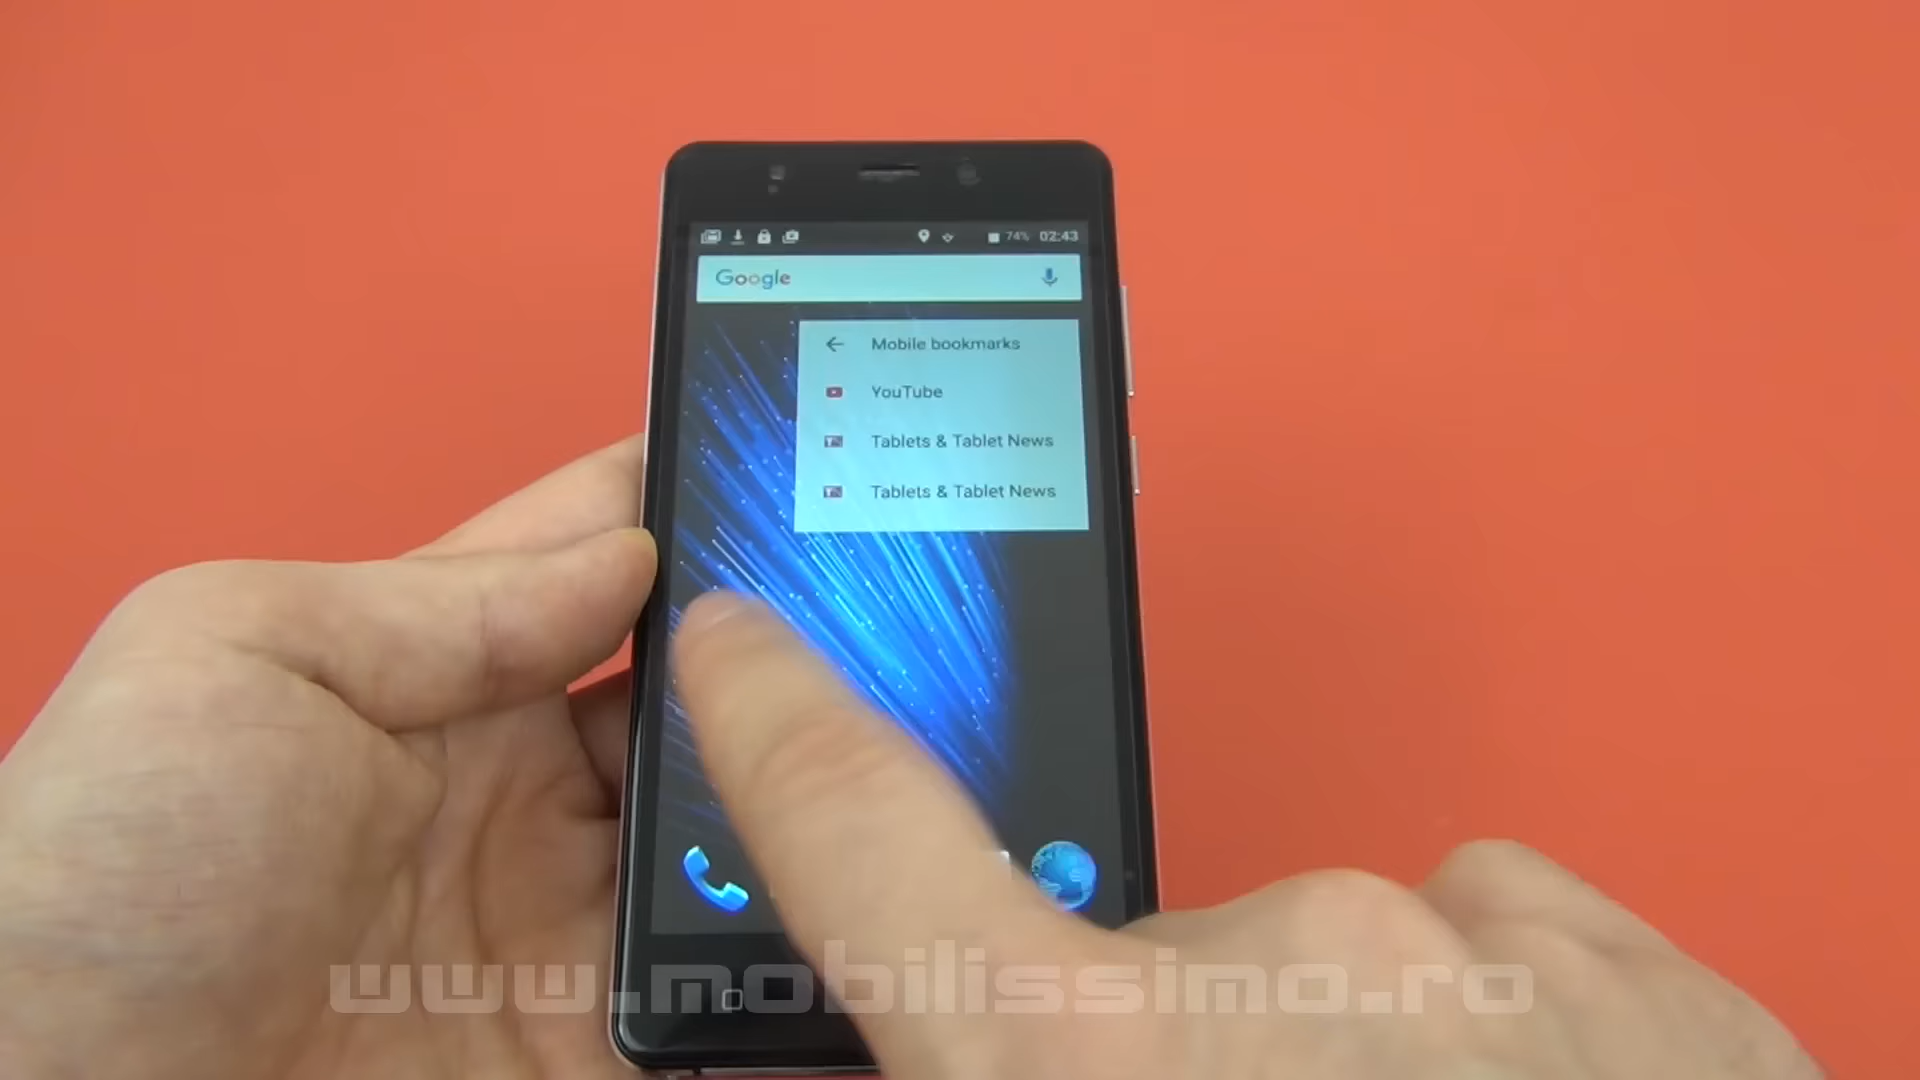 74% 02:43
Google
Mobile bookmarks
YouTube
Tablets & Tablet News
Tablets & Tablet News
www.mobilissimo.ro